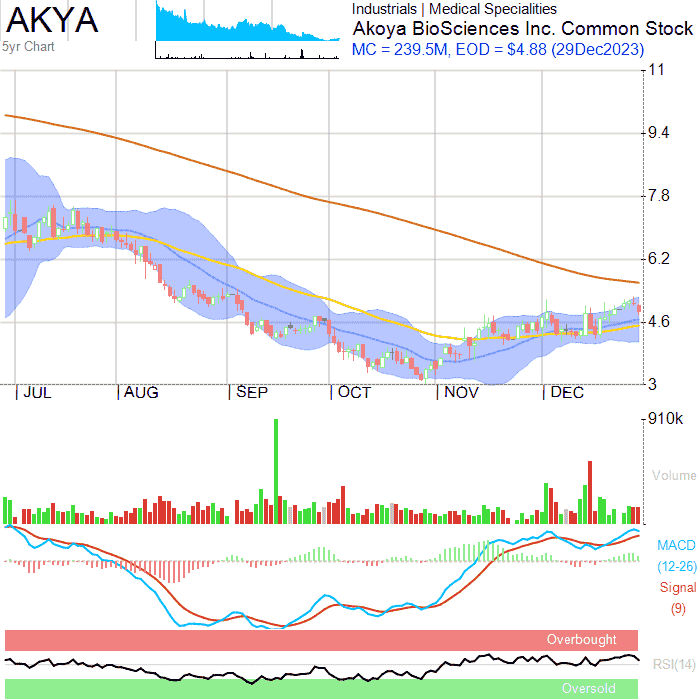 AKYA
5yr Chart
Industrials | Medical Specialities
Akoya BioSciences Inc. Common Stock
MC = 239.5M, EOD = $4.88 (29Dec2023)
11
9.4
7.8
6.2
4.6
3
|JUL |AUG |SEP |OCT |NOV |DEC
910k
Volume
MACD
(12-26)
Signal
(9)
Overbought
RSI(14)
Oversold